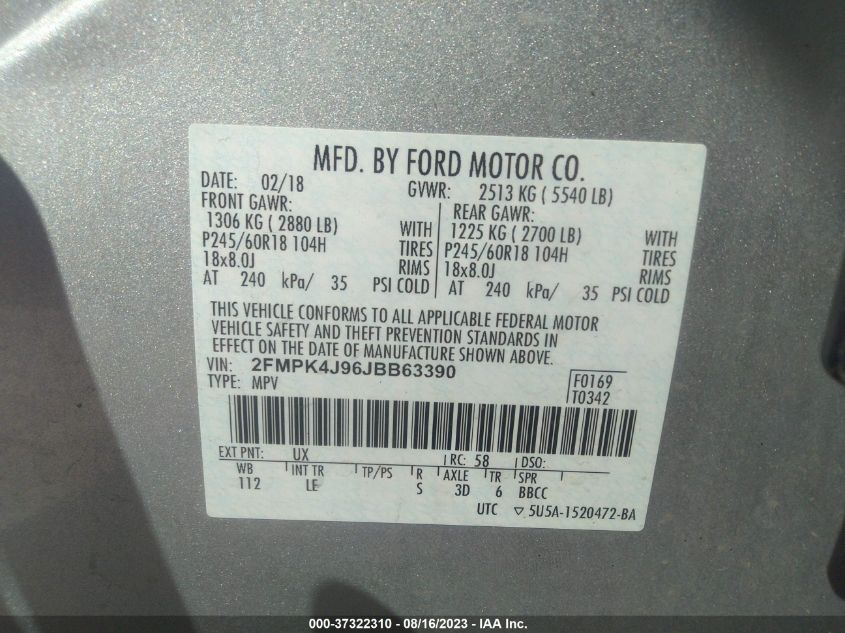 MFD. BY FORD MOTOR CO.
DATE: 02/18 GVWR: 2513 KG ( 5540 LB)
FRONT GAWR: REAR GAWR:
1306 KG ( 2880 LB) WITH 1225 KG ( 2700 LB) WITH
P245/60R18 104H TIRES P245/60R18 104H TIRES
18x8.0J RIMS 18x8.0J RIMS
AT 240 kPa/ 35 PSI COLD AT 240 kPa/ 35 PSI COLD
THIS VEHICLE CONFORMS TO ALL APPLICABLE FEDERAL MOTOR
VEHICLE SAFETY AND THEFT PREVENTION STANDARDS IN
EFFECT ON THE DATE OF MANUFACTURE SHOWN ABOVE.
VIN: 2FMPK4J96JBB63390
TYPE: MPV F0169
T0342
EXT PNT: UX RC: 58 DSO:
WB INT TR TP/PS R AXLE TR SPR
112 LE S 3D 6 BBCC
UTC ▽ 5U5A-1520472-BA
000-37322310 - 08/16/2023 - IAA Inc.